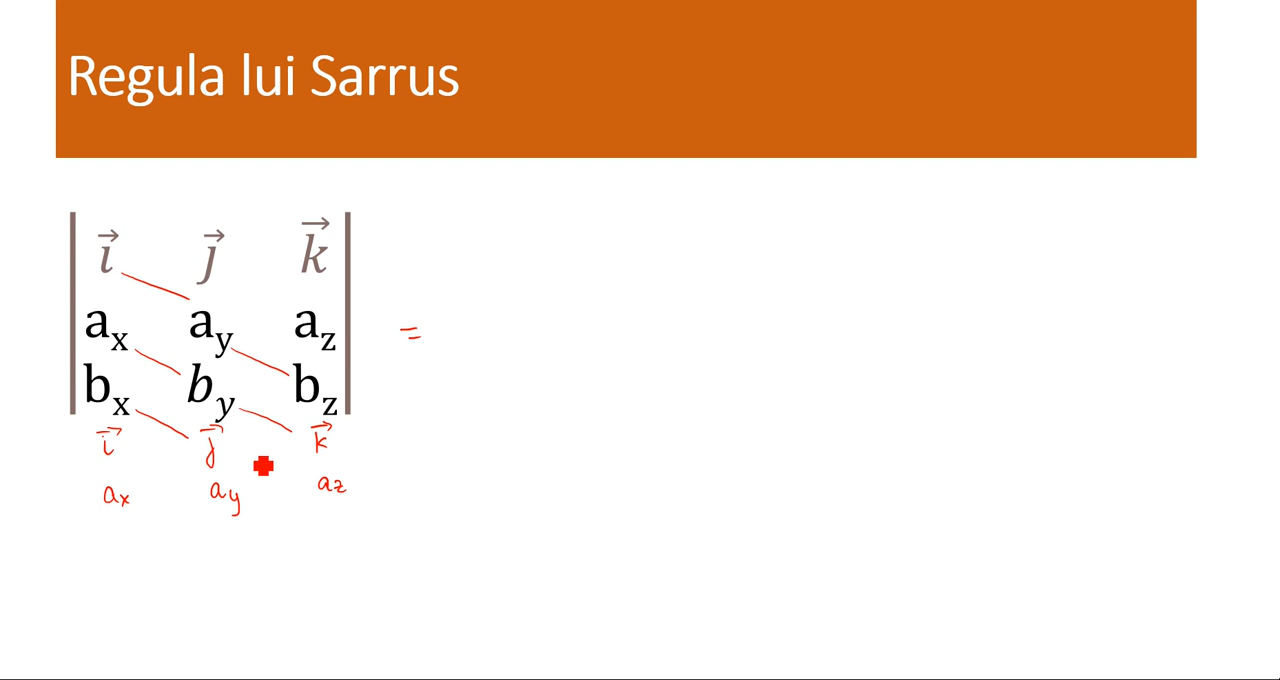 Regula lui Sarrus
| i⃗ j⃗ k⃗ |
| aₓ a_y a_z | =
| bₓ b_y b_z |
i⃗ j⃗ k⃗
aₓ a_y a_z